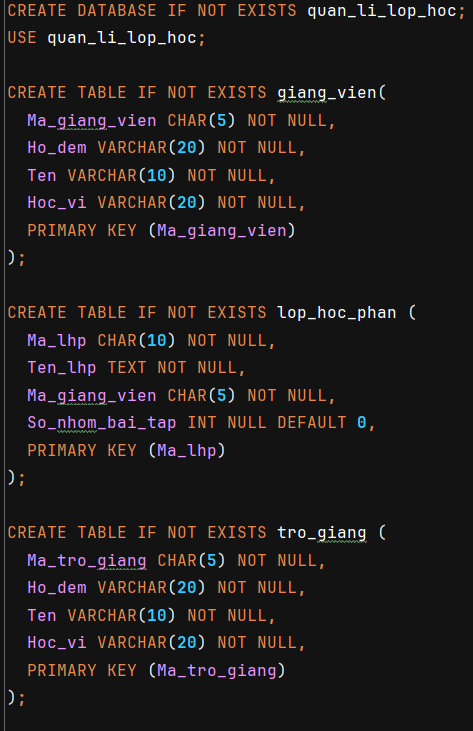 CREATE DATABASE IF NOT EXISTS quan_li_lop_hoc;
USE quan_li_lop_hoc;
CREATE TABLE IF NOT EXISTS giang_vien(
Ma_giang_vien CHAR(5) NOT NULL,
Ho_dem VARCHAR(20) NOT NULL,
Ten VARCHAR(10) NOT NULL,
Hoc_vi VARCHAR(20) NOT NULL,
PRIMARY KEY (Ma_giang_vien)
);
CREATE TABLE IF NOT EXISTS lop_hoc_phan (
Ma_lhp CHAR(10) NOT NULL,
Ten_lhp TEXT NOT NULL,
Ma_giang_vien CHAR(5) NOT NULL,
So_nhom_bai_tap INT NULL DEFAULT 0,
PRIMARY KEY (Ma_lhp)
);
CREATE TABLE IF NOT EXISTS tro_giang (
Ma_tro_giang CHAR(5) NOT NULL,
Ho_dem VARCHAR(20) NOT NULL,
Ten VARCHAR(10) NOT NULL,
Hoc_vi VARCHAR(20) NOT NULL,
PRIMARY KEY (Ma_tro_giang)
);